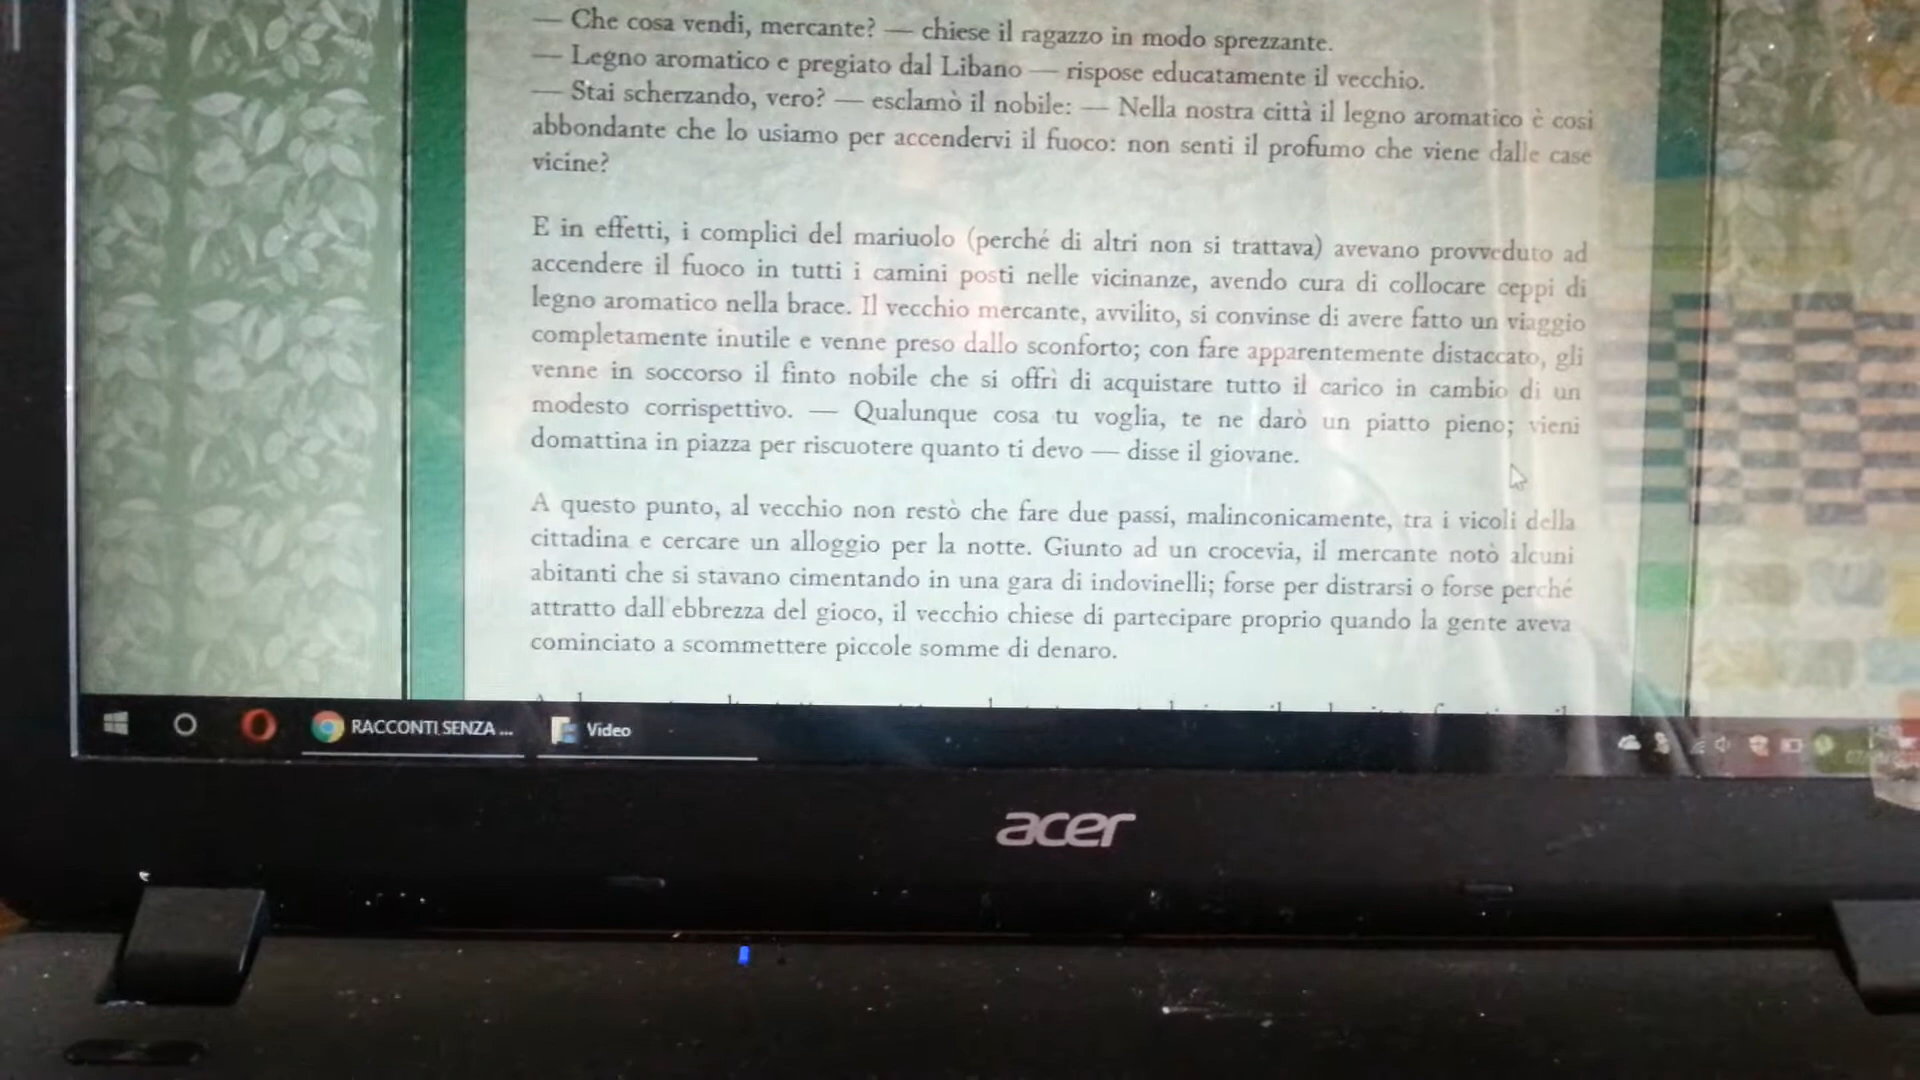 — Che cosa vendi, mercante? — chiese il ragazzo in modo sprezzante.
— Legno aromatico e pregiato dal Libano — rispose educatamente il vecchio.
— Stai scherzando, vero? — esclamò il nobile: — Nella nostra città il legno aromatico è così
abbondante che lo usiamo per accendervi il fuoco: non senti il profumo che viene dalle case
vicine?
E in effetti, i complici del mariuolo (perché di altri non si trattava) avevano provveduto ad
accendere il fuoco in tutti i camini posti nelle vicinanze, avendo cura di collocare ceppi di
legno aromatico nella brace. Il vecchio mercante, avvilito, si convinse di avere fatto un viaggio
completamente inutile e venne preso dallo sconforto; con fare apparentemente distaccato, gli
venne in soccorso il finto nobile che si offrì di acquistare tutto il carico in cambio di un
modesto corrispettivo. — Qualunque cosa tu voglia, te ne darò un piatto pieno; vieni
domattina in piazza per riscuotere quanto ti devo — disse il giovane.
A questo punto, al vecchio non restò che fare due passi, malinconicamente, tra i vicoli della
cittadina e cercare un alloggio per la notte. Giunto ad un crocevia, il mercante notò alcuni
abitanti che si stavano cimentando in una gara di indovinelli; forse per distrarsi o forse perché
attratto dall'ebbrezza del gioco, il vecchio chiese di partecipare proprio quando la gente aveva
cominciato a scommettere piccole somme di denaro.
RACCONTI SENZA ...
Video
acer